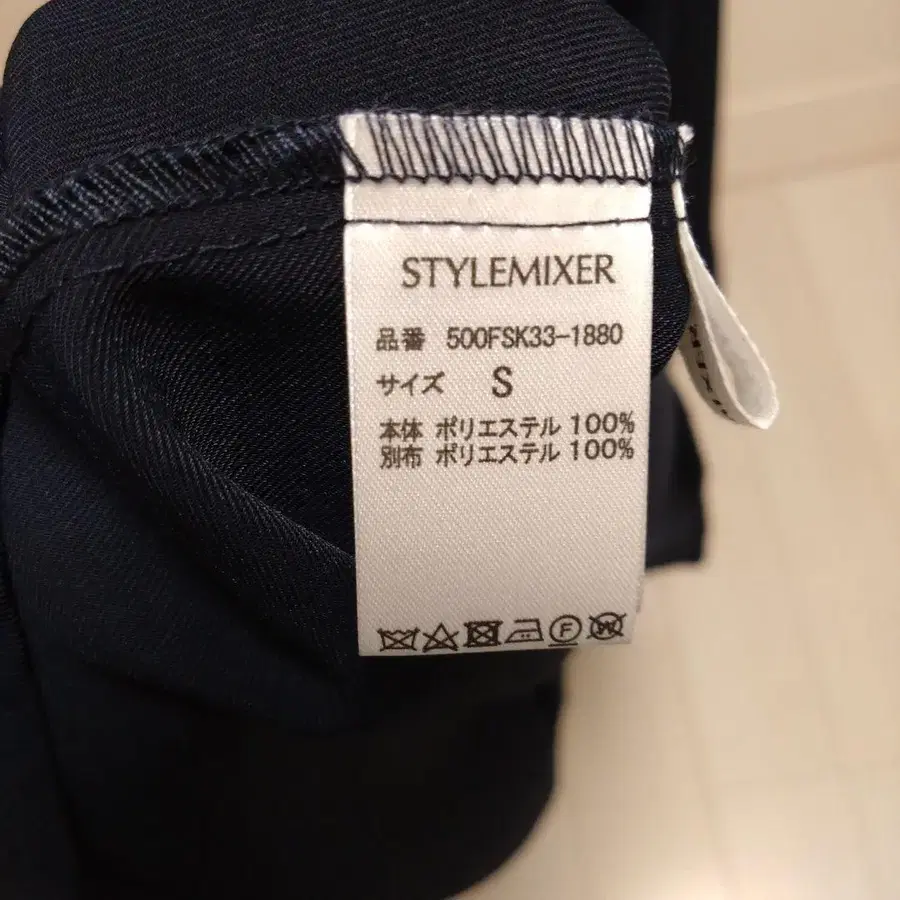 STYLEMIXER
品番 500FSK33-1880
サイズ S
本体 ポリエステル 100%
別布 ポリエステル 100%
F
W